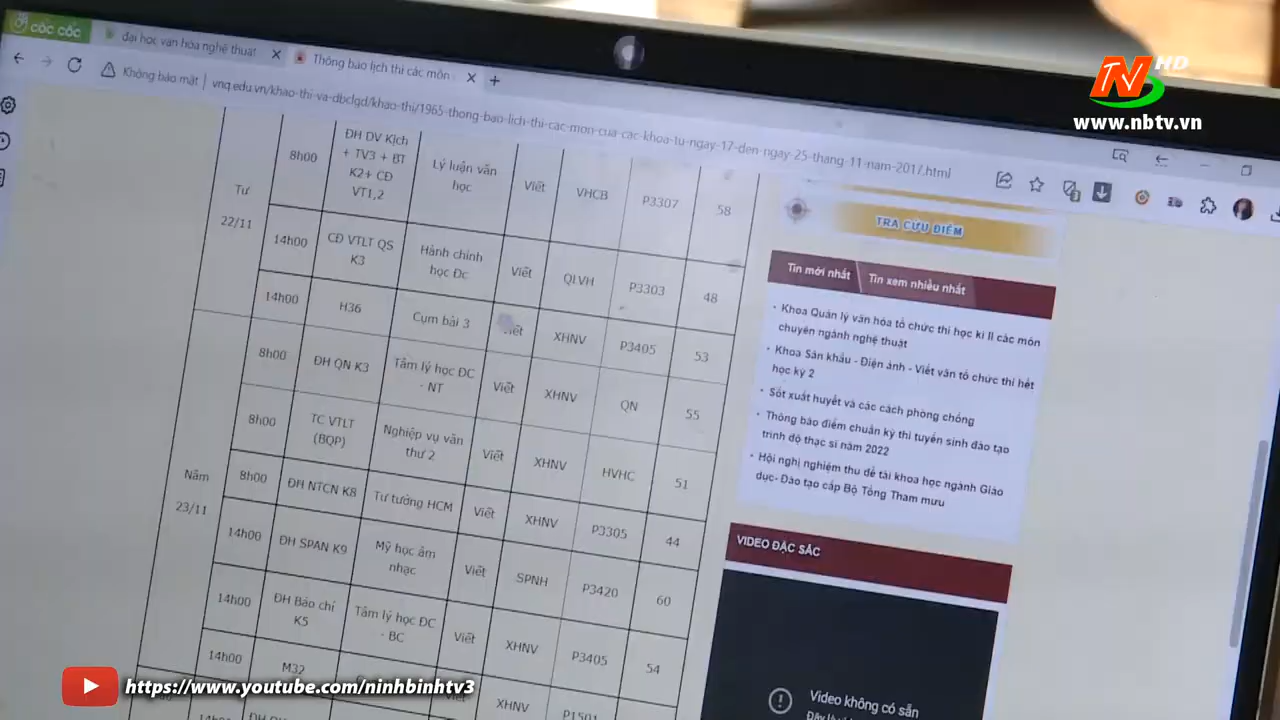 cốc cốc
đại học văn hóa nghệ thuật
Thông báo lịch thi các môn
Không bảo mật | vnq.edu.vn/khao-thi-va-dbclgd/khao-thi/1965-thong-bao-lich-thi-cac-mon-cua-cac-khoa-tu-ngay-17-den-ngay-25-thang-11-nam-2017.html
NV HD
www.nbtv.vn
Tư
22/11
8h00
ĐH DV Kịch
+ TV3 + BT
K2+ CĐ
VT1,2
Lý luận văn
học
Viết
VHCB
P3307
58
14h00
CĐ VTLT QS
K3
Hành chính
học Đc
Viết
QLVH
P3303
48
14h00
H36
Cụm bài 3
Viết
XHNV
P3405
53
Năm
23/11
8h00
ĐH QN K3
Tâm lý học ĐC
- NT
Viết
XHNV
QN
55
8h00
TC VTLT
(BQP)
Nghiệp vụ văn
thư 2
Viết
XHNV
HVHC
51
8h00
ĐH NTCN K8
Tư tưởng HCM
Viết
XHNV
P3305
44
14h00
ĐH SPAN K9
Mỹ học âm
nhạc
Viết
SPNH
P3420
60
14h00
ĐH Báo chí
K5
Tâm lý học ĐC
- BC
Viết
XHNV
P3405
54
14h00
M32
XHNV
P1501
TRA CỨU ĐIỂM
Tin mới nhất
Tin xem nhiều nhất
· Khoa Quản lý văn hóa tổ chức thi học kì II các môn
chuyên ngành nghệ thuật
· Khoa Sân khấu - Điện ảnh - Viết văn tổ chức thi hết
học kỳ 2
· Sốt xuất huyết và các cách phòng chống
· Thông báo điểm chuẩn kỳ thi tuyển sinh đào tạo
trình độ thạc sĩ năm 2022
· Hội nghị nghiệm thu đề tài khoa học ngành Giáo
dục- Đào tạo cấp Bộ Tổng Tham mưu
VIDEO ĐẶC SẮC
Video không có sẵn
https://www.youtube.com/ninhbinhtv3